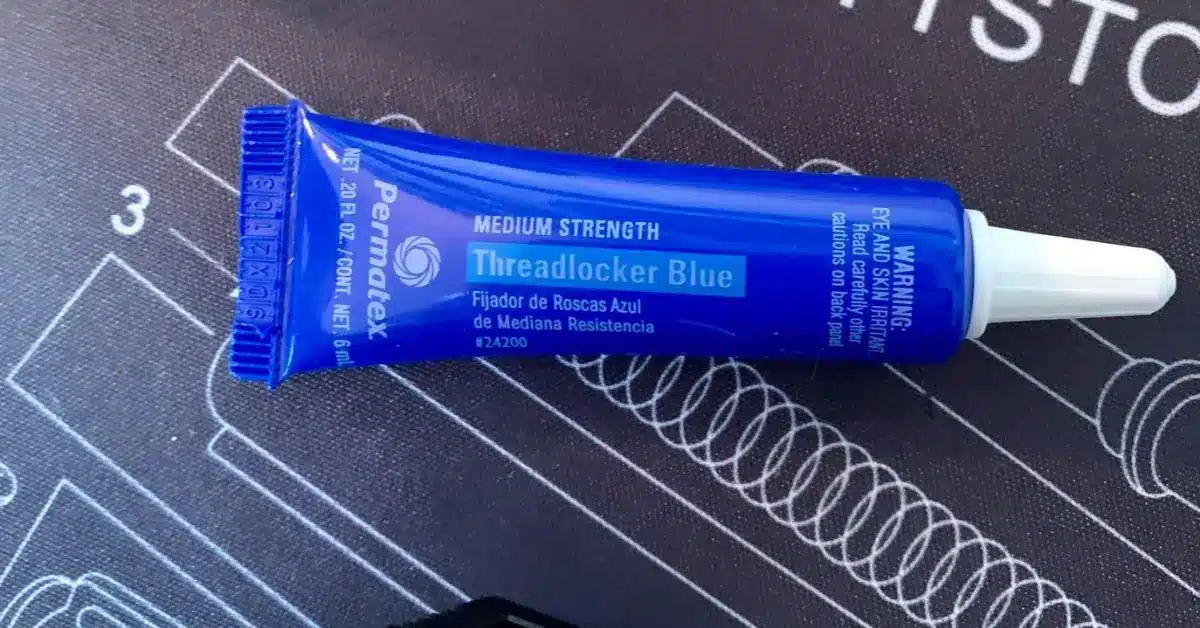 3
MEDIUM STRENGTH
Threadlocker Blue
Fijador de Roscas Azul
de Mediana Resistencia
#24200
Permatex
NET .20 FL. OZ./CONT. NET. 6 ml
WARNING:
EYE AND SKIN IRRITANT.
Read carefully other
cautions on back panel